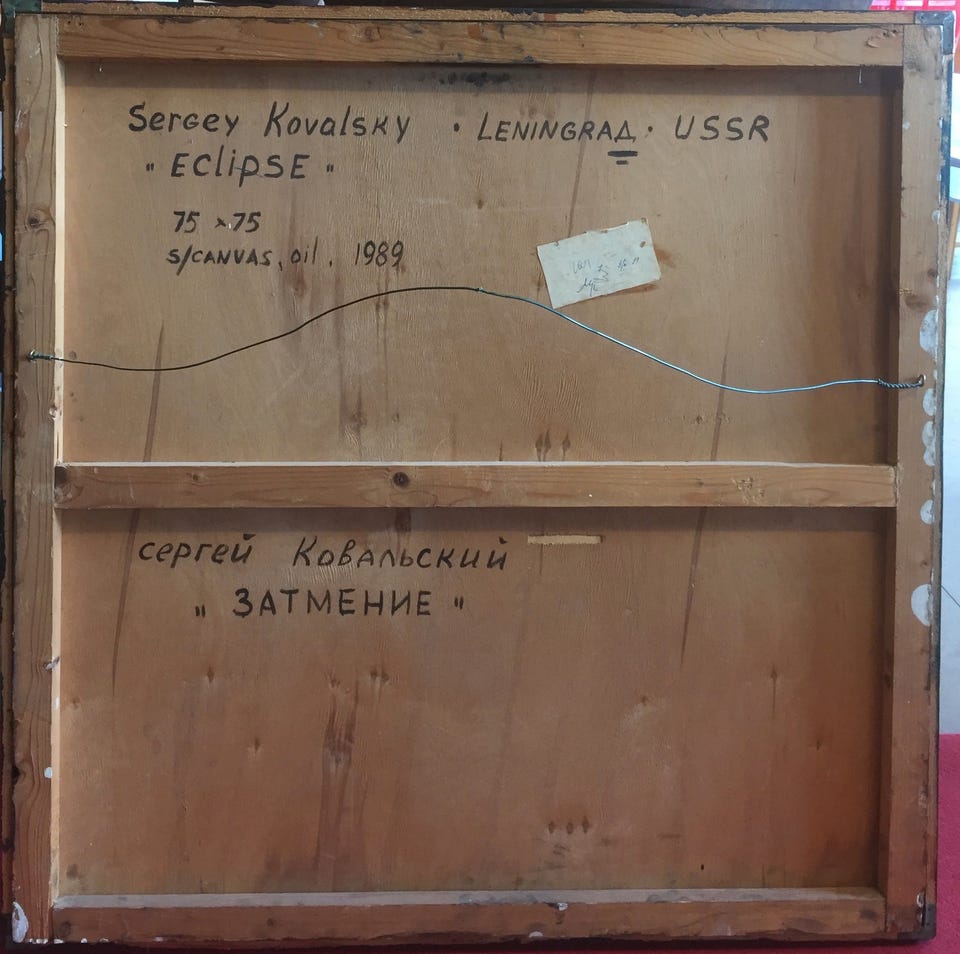 Sergey Kovalsky • LENINGRAД • USSR
" EClipSE "
75 x 75
S/CANVAS, oil. 1989
сергей Ковальский
„ ЗАТМЕНИЕ "